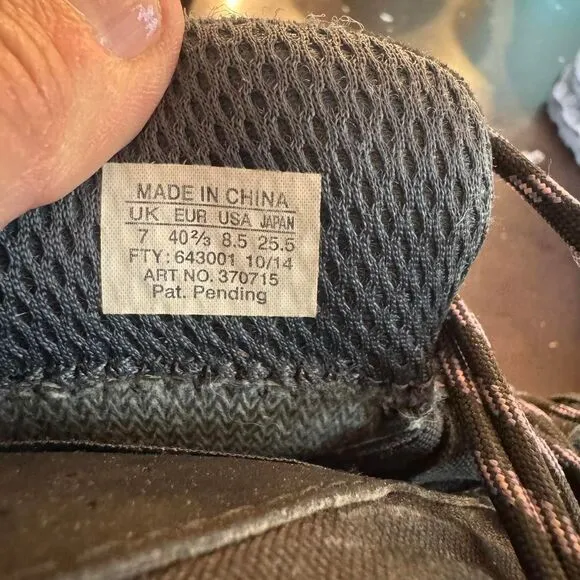 MADE IN CHINA
UK EUR USA JAPAN
7 40⅔ 8.5 25.5
FTY: 643001 10/14
ART NO. 370715
Pat. Pending